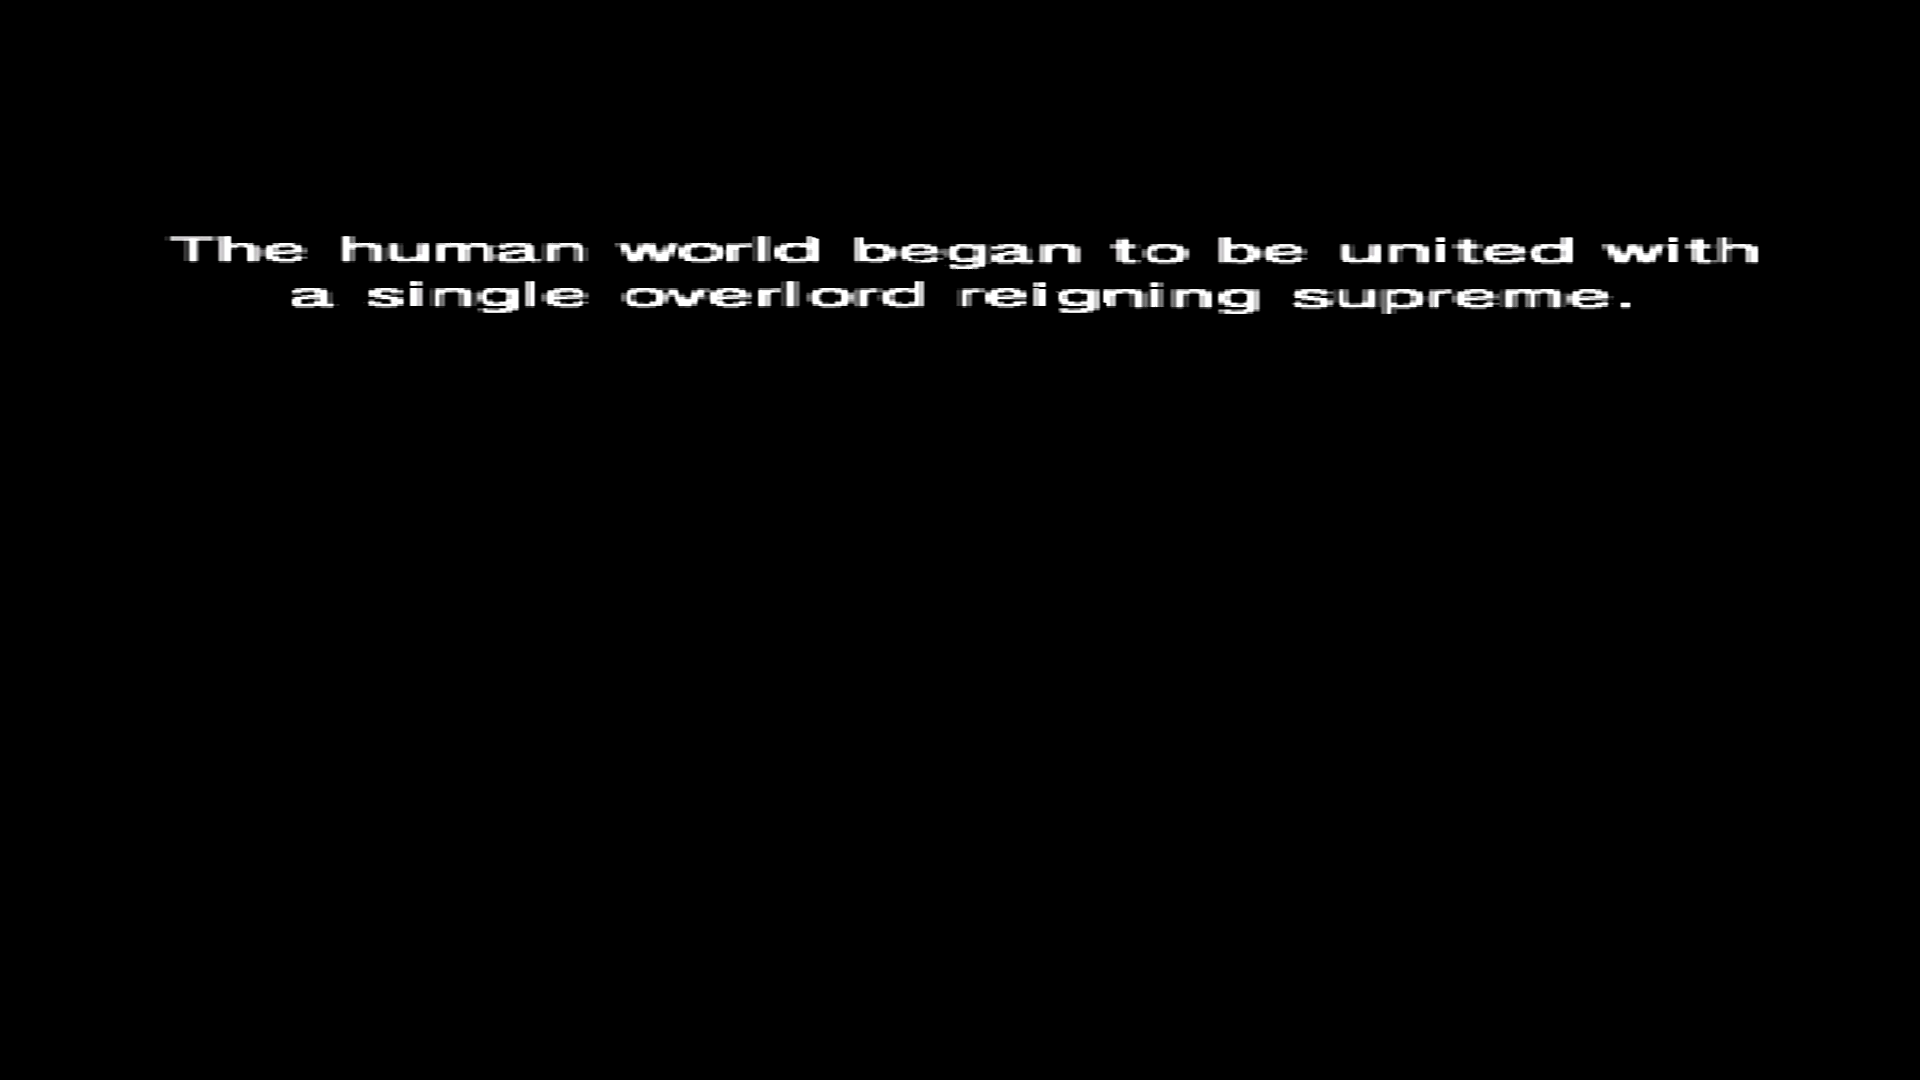 The human world began to be united with
a single overlord reigning supreme.